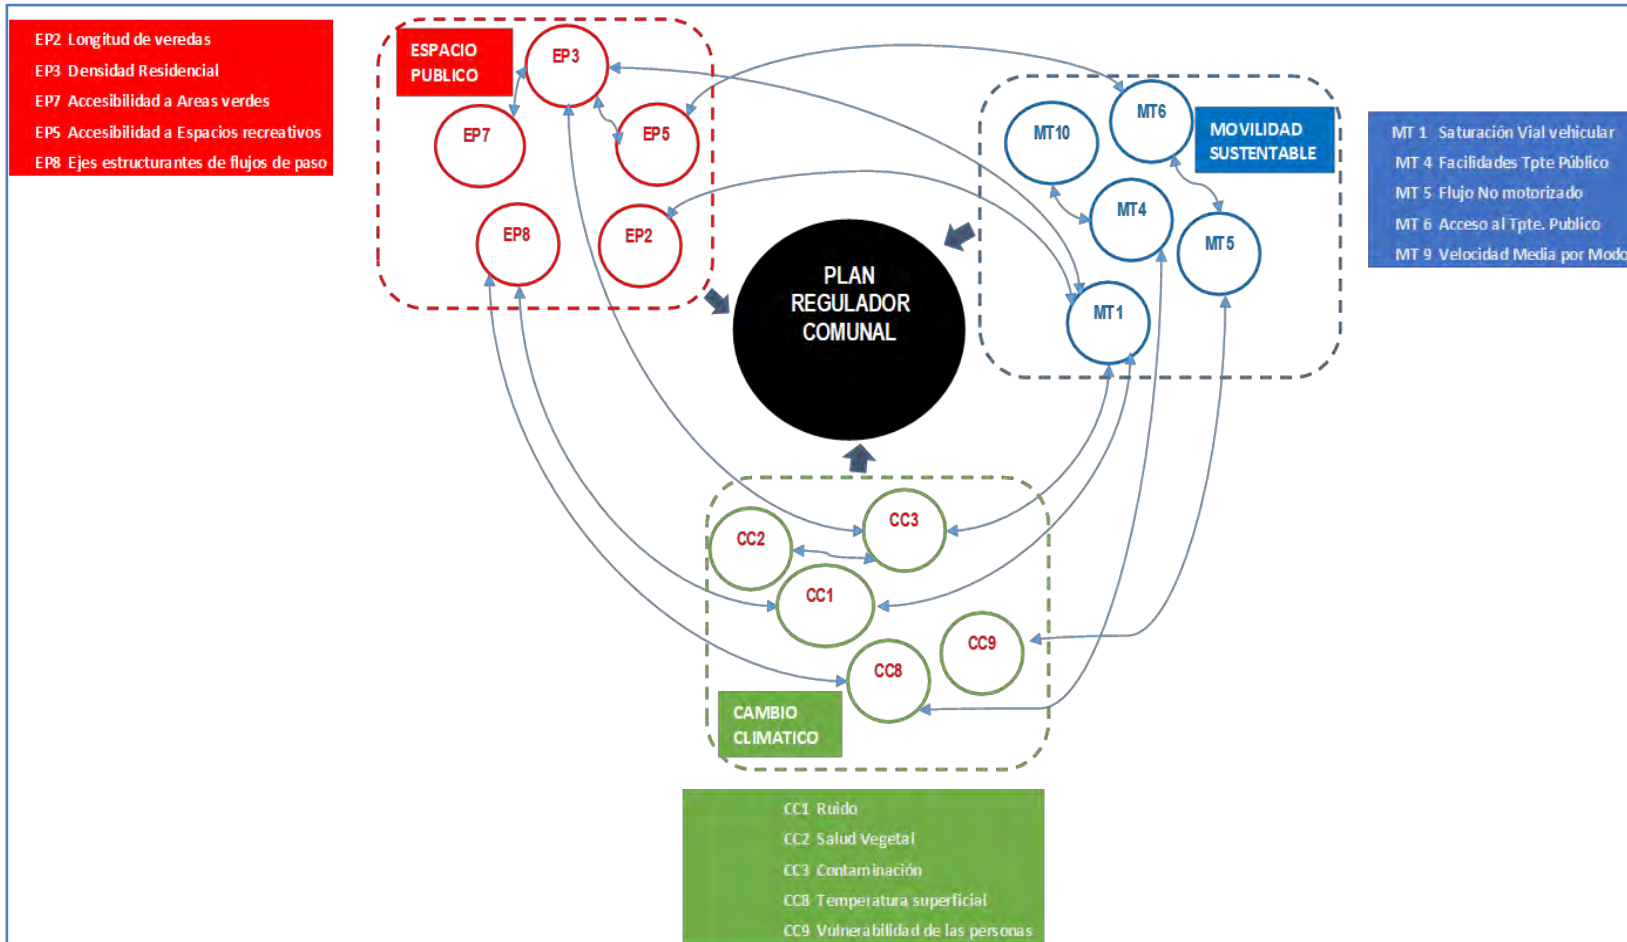 EP2 Longitud de veredas
EP3 Densidad Residencial
EP7 Accesibilidad a Areas verdes
EP5 Accesibilidad a Espacios recreativos
EP8 Ejes estructurantes de flujos de paso
ESPACIO
PUBLICO
EP3
EP7
EP5
EP8
EP2
MT6
MT10
MOVILIDAD
SUSTENTABLE
MT4
MT5
MT1
MT 1 Saturación Vial vehicular
MT 4 Facilidades Tpte Público
MT 5 Flujo No motorizado
MT 6 Acceso al Tpte. Publico
MT 9 Velocidad Media por Modo
PLAN
REGULADOR
COMUNAL
CC3
CC2
CC1
CC9
CC8
CAMBIO
CLIMATICO
CC1 Ruido
CC2 Salud Vegetal
CC3 Contaminación
CC8 Temperatura superficial
CC9 Vulnerabilidad de las personas